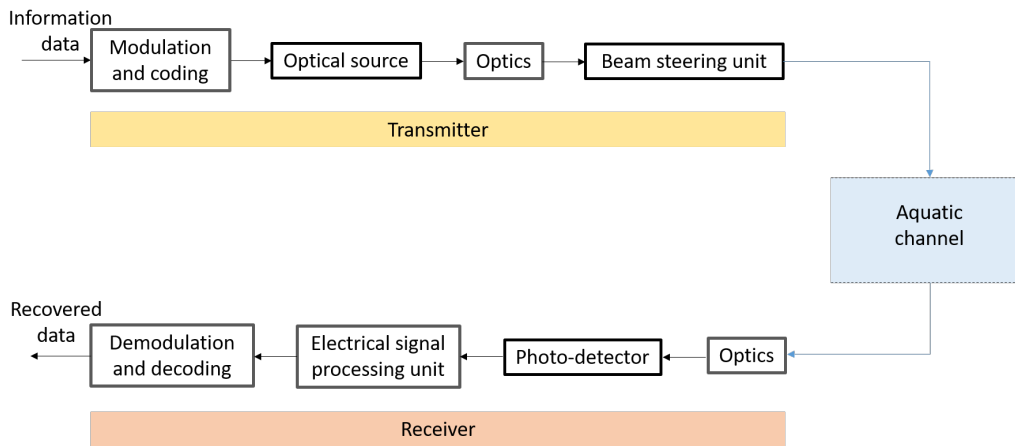 Information
data
Modulation
and coding
Optical source
Optics
Beam steering unit
Transmitter
Aquatic
channel
Recovered
data
Demodulation
and decoding
Electrical signal
processing unit
Photo-detector
Optics
Receiver